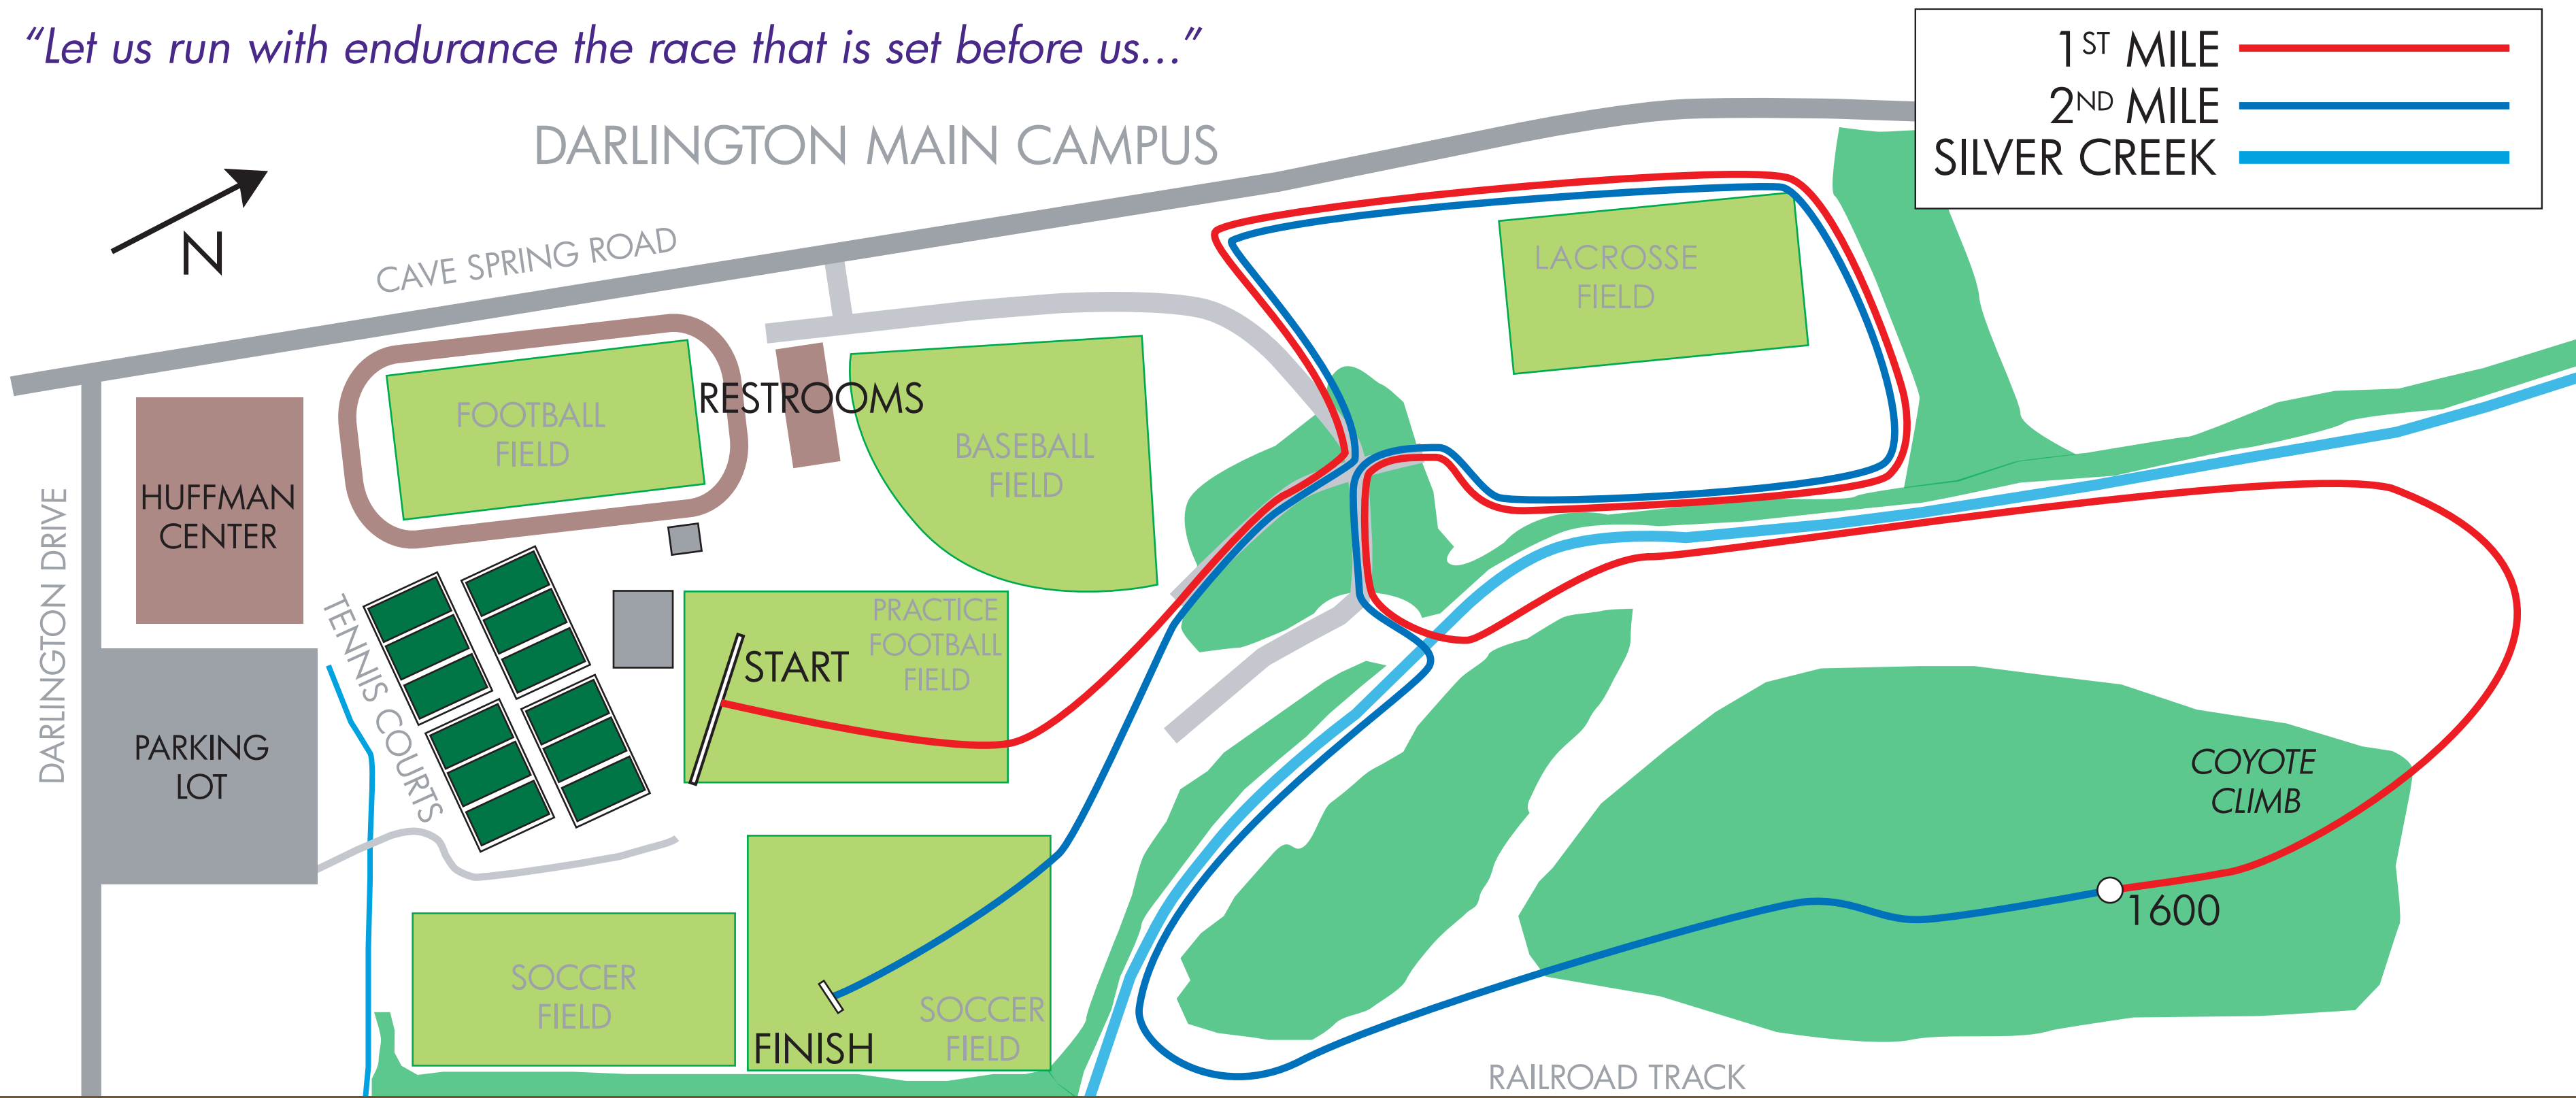 “Let us run with endurance the race that is set before us...”
1ST MILE
2ND MILE
SILVER CREEK
DARLINGTON MAIN CAMPUS
N
CAVE SPRING ROAD
LACROSSE
FIELD
RESTROOMS
FOOTBALL
FIELD
BASEBALL
FIELD
HUFFMAN
CENTER
DARLINGTON DRIVE
TENNIS COURTS
PRACTICE
FOOTBALL
FIELD
START
PARKING
LOT
COYOTE
CLIMB
1600
SOCCER
FIELD
SOCCER
FIELD
FINISH
RAILROAD TRACK